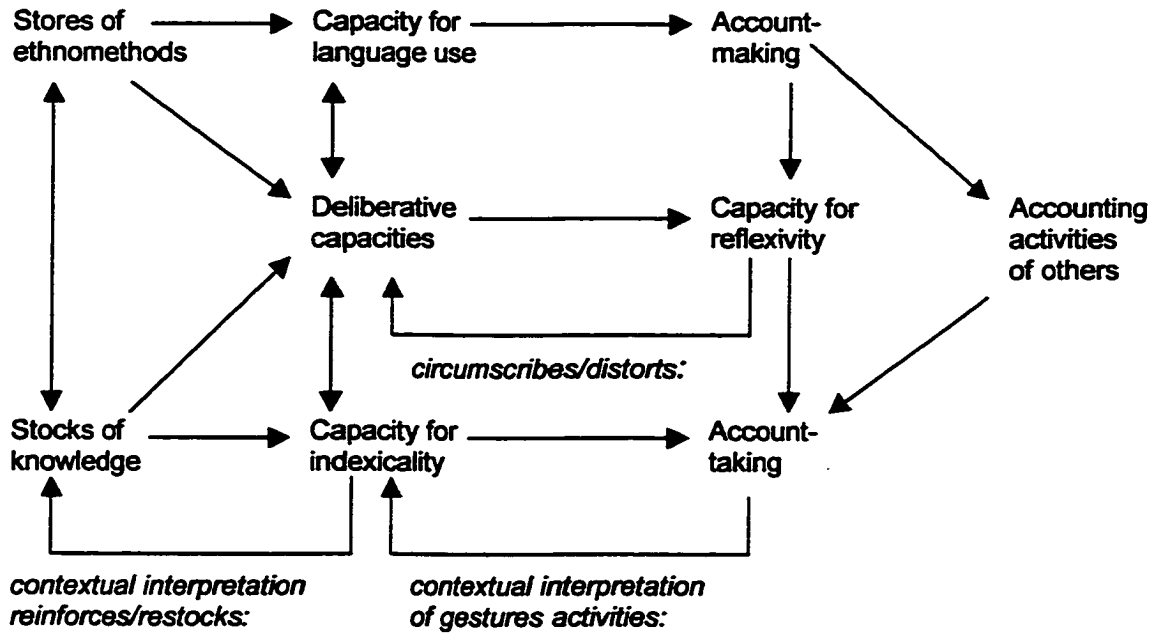 Stores of
ethnomethods
Capacity for
language use
Account-
making
Deliberative
capacities
Capacity for
reflexivity
Accounting
activities
of others
circumscribes/distorts:
Stocks of
knowledge
Capacity for
indexicality
Account-
taking
contextual interpretation
reinforces/restocks:
contextual interpretation
of gestures activities: